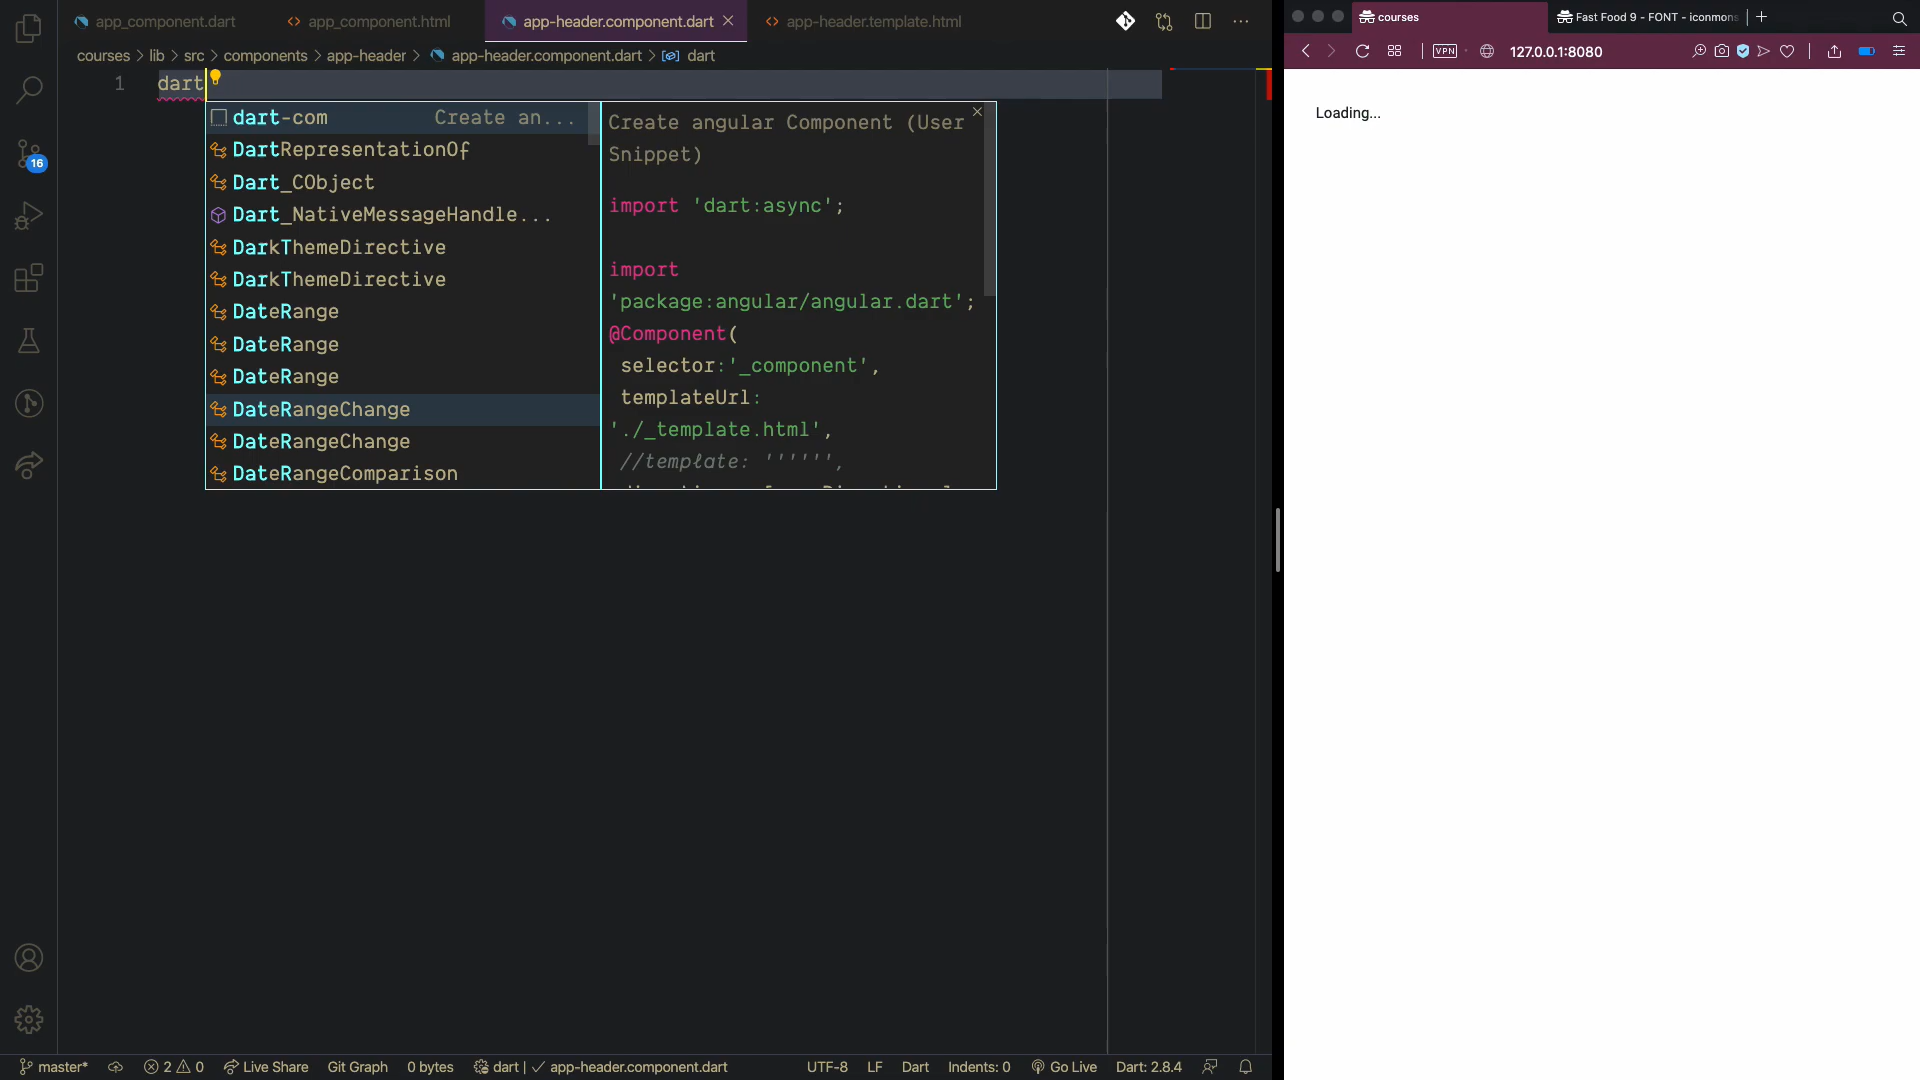 app_component.dart
app_component.html
app-header.component.dart
app-header.template.html
courses > lib > src > components > app-header > app-header.component.dart > dart
1
dart
dart-com Create an...
DartRepresentationOf
Dart_CObject
Dart_NativeMessageHandle...
DarkThemeDirective
DarkThemeDirective
DateRange
DateRange
DateRange
DateRangeChange
DateRangeChange
DateRangeComparison
Create angular Component (User
Snippet)
import 'dart:async';
import
'package:angular/angular.dart';
@Component(
selector:'_component',
templateUrl:
'./_template.html',
//template: '''''',
16
master*
2
0
Live Share
Git Graph
0 bytes
dart |
app-header.component.dart
UTF-8
LF
Dart
Indents: 0
Go Live
Dart: 2.8.4
courses
Fast Food 9 - FONT - iconmons
VPN
127.0.0.1:8080
Loading...